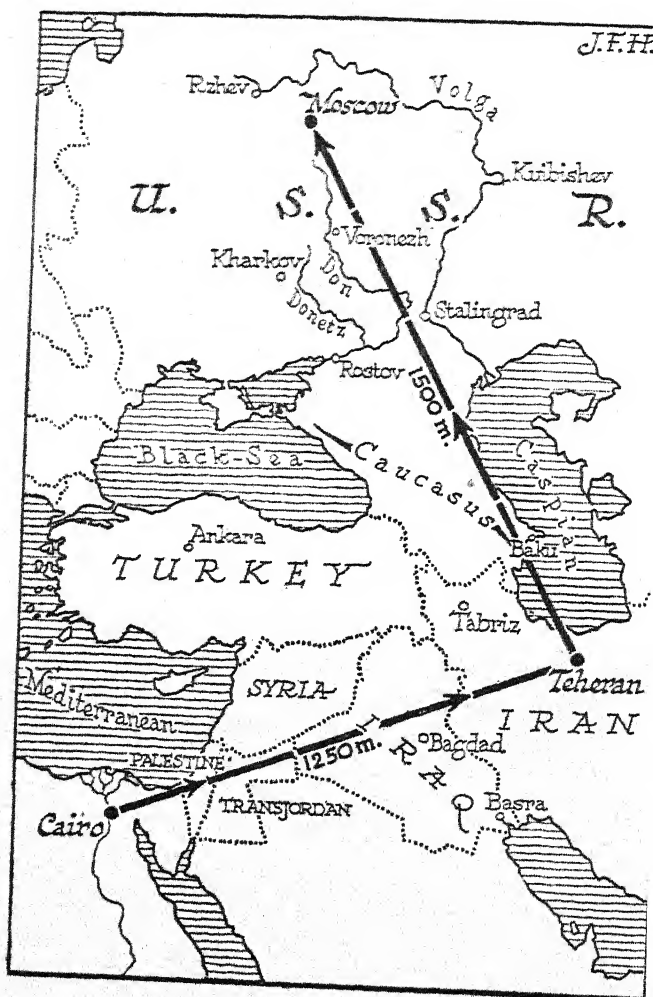 J.F.H.
Rzhev
Moscow
Volga
Kuibishev
U. S. S. R.
Voronezh
Kharkov
Don
Donetz
Stalingrad
Rostov
1500 m.
Black-Sea
Caucasus
Caspian
Baku
Ankara
TURKEY
Tabriz
Teheran
SYRIA
Mediterranean
IRAN
IRAQ
Bagdad
1250 m.
PALESTINE
TRANSJORDAN
Basra
Cairo